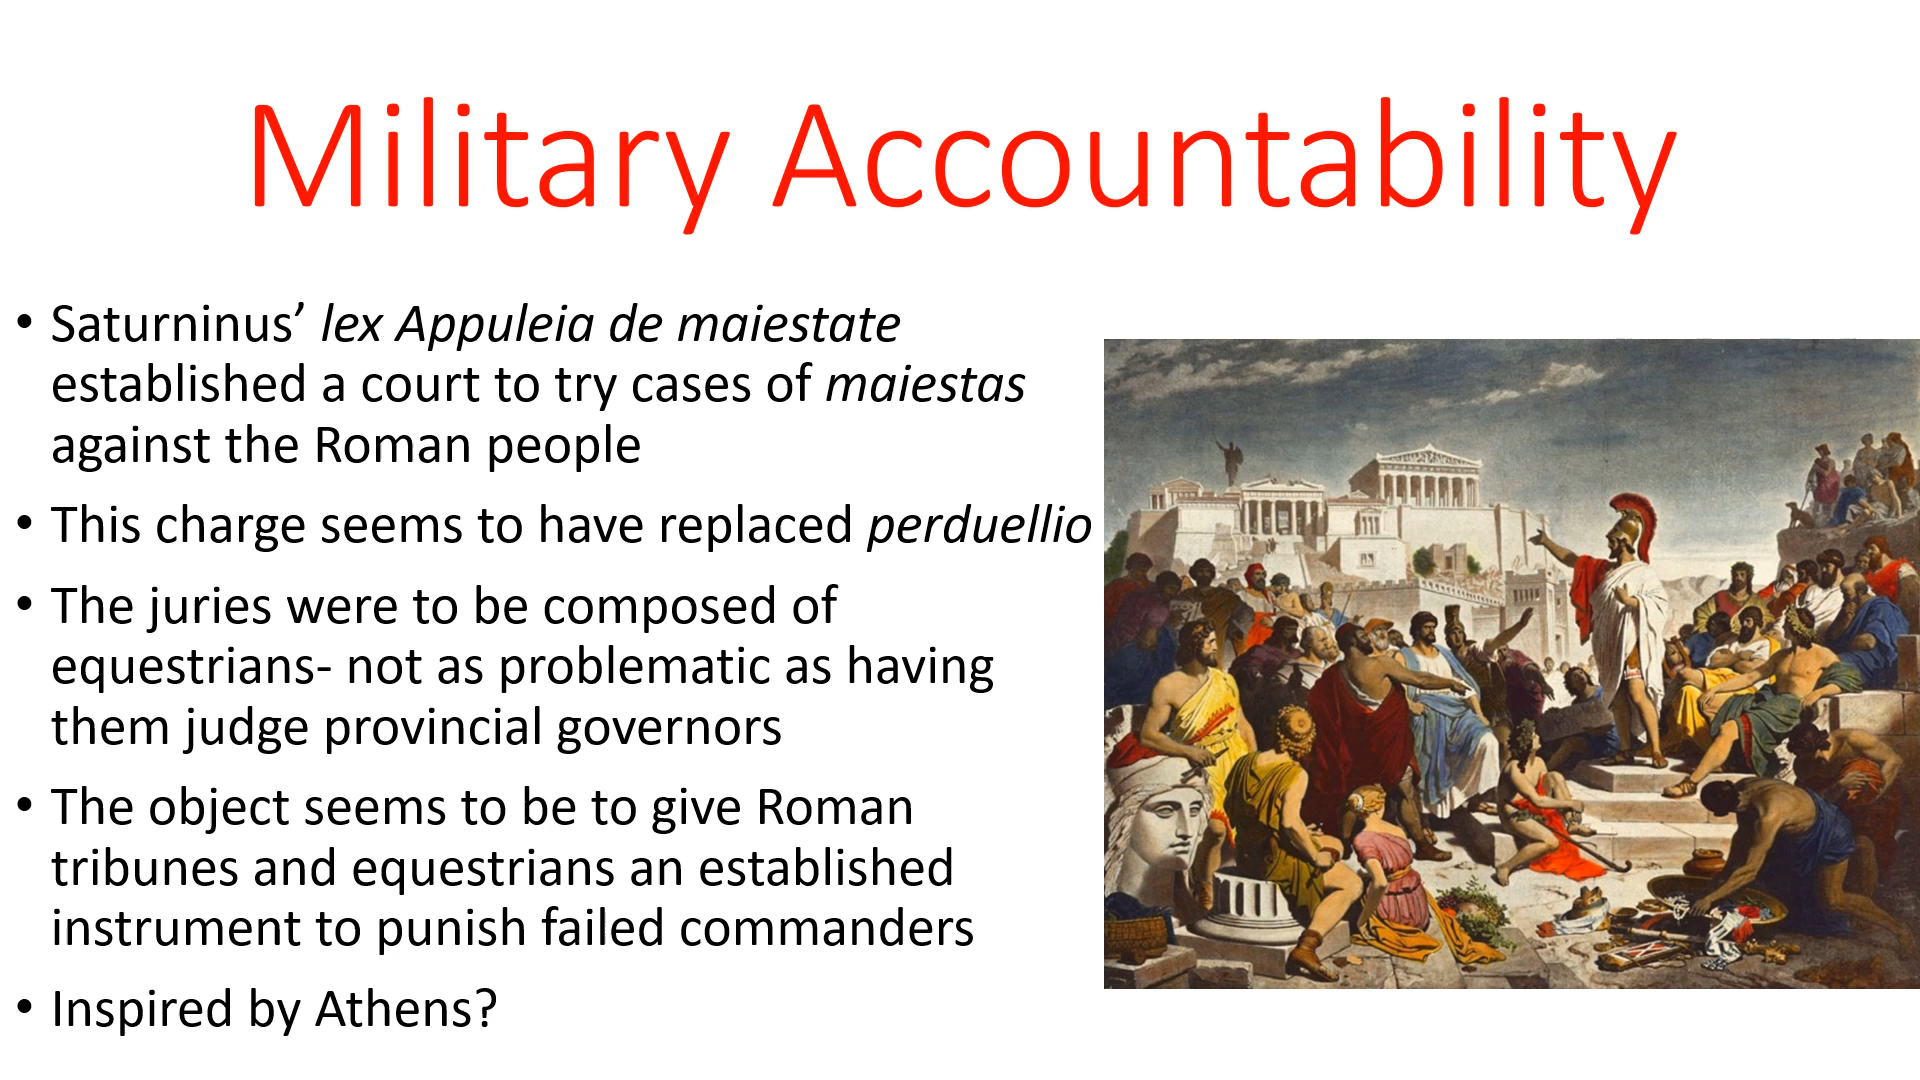 Military Accountability
• Saturninus’ lex Appuleia de maiestate
established a court to try cases of maiestas
against the Roman people
• This charge seems to have replaced perduellio
• The juries were to be composed of
equestrians- not as problematic as having
them judge provincial governors
• The object seems to be to give Roman
tribunes and equestrians an established
instrument to punish failed commanders
• Inspired by Athens?